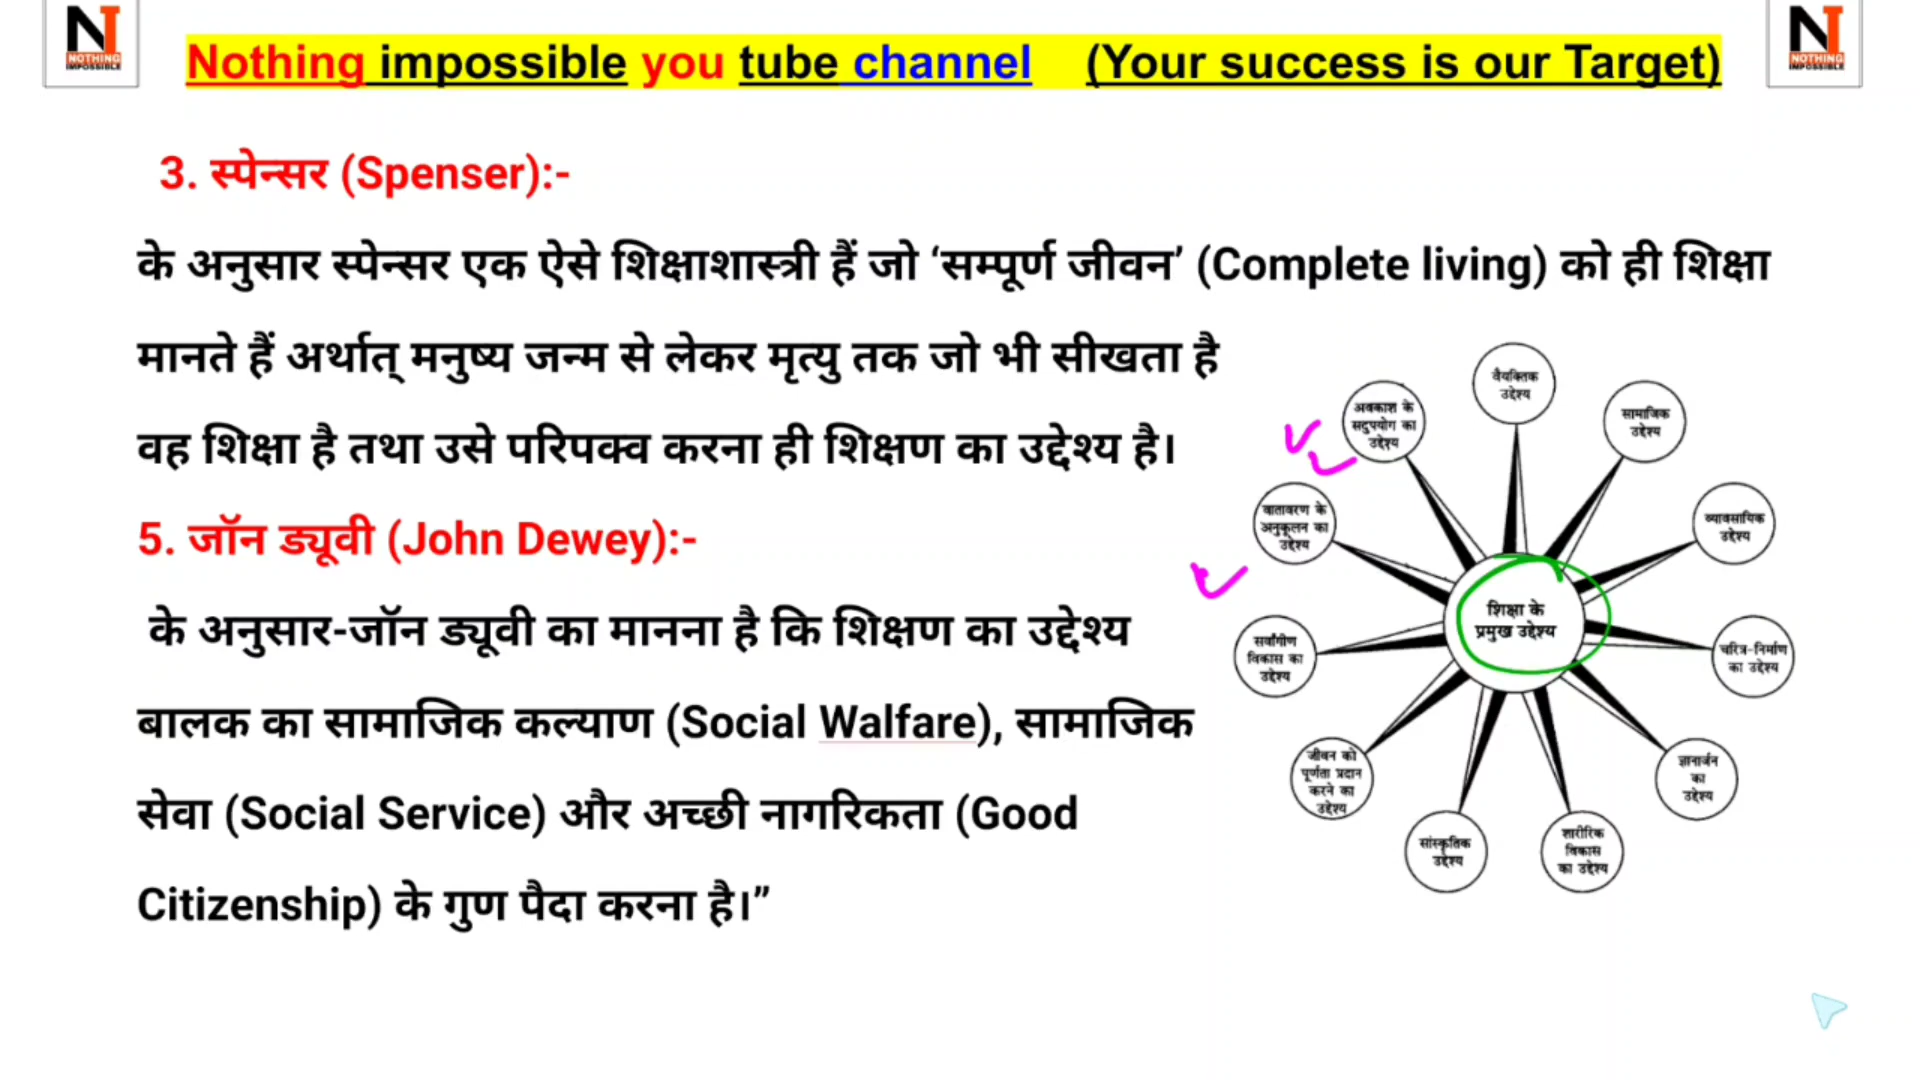 NOTHING
IMPOSSIBLE
Nothing impossible you tube channel (Your success is our Target)
NOTHING
IMPOSSIBLE
3. स्पेन्सर (Spenser):-
के अनुसार स्पेन्सर एक ऐसे शिक्षाशास्त्री हैं जो ‘सम्पूर्ण जीवन’ (Complete living) को ही शिक्षा
मानते हैं अर्थात् मनुष्य जन्म से लेकर मृत्यु तक जो भी सीखता है
वह शिक्षा है तथा उसे परिपक्व करना ही शिक्षण का उद्देश्य है।
5. जॉन ड्यूवी (John Dewey):-
के अनुसार-जॉन ड्यूवी का मानना है कि शिक्षण का उद्देश्य
बालक का सामाजिक कल्याण (Social Walfare), सामाजिक
सेवा (Social Service) और अच्छी नागरिकता (Good
Citizenship) के गुण पैदा करना है।”
शिक्षा के
प्रमुख उद्देश्य
वैयक्तिक
उद्देश्य
सामाजिक
उद्देश्य
व्यावसायिक
उद्देश्य
चरित्र-निर्माण
का उद्देश्य
ज्ञानार्जन
का
उद्देश्य
शारीरिक
विकास
का उद्देश्य
सांस्कृतिक
उद्देश्य
जीवन को
पूर्णता प्रदान
करने का
उद्देश्य
सर्वांगीण
विकास का
उद्देश्य
वातावरण के
अनुकूलन का
उद्देश्य
अवकाश के
सदुपयोग का
उद्देश्य